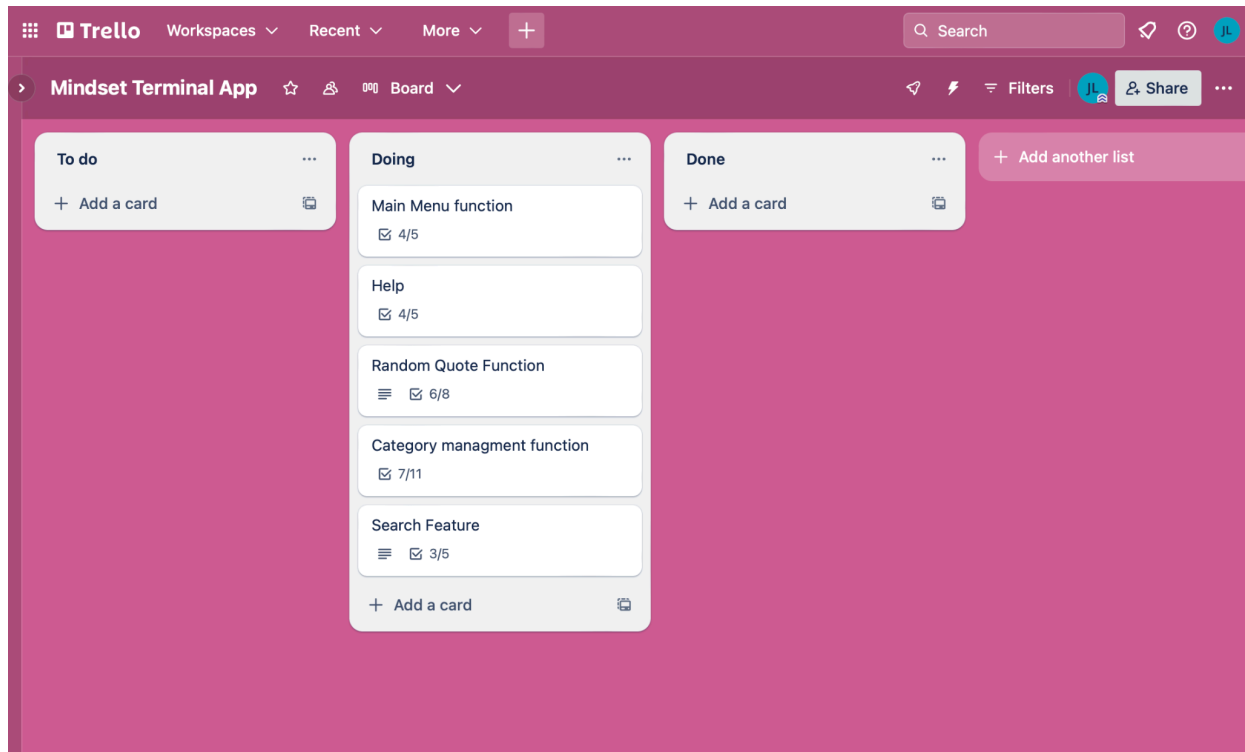 Trello Workspaces Recent More Search JL
Mindset Terminal App Board Filters JL Share
To do
Add a card
Doing
Main Menu function
4/5
Help
4/5
Random Quote Function
6/8
Category managment function
7/11
Search Feature
3/5
Add a card
Done
Add a card
Add another list